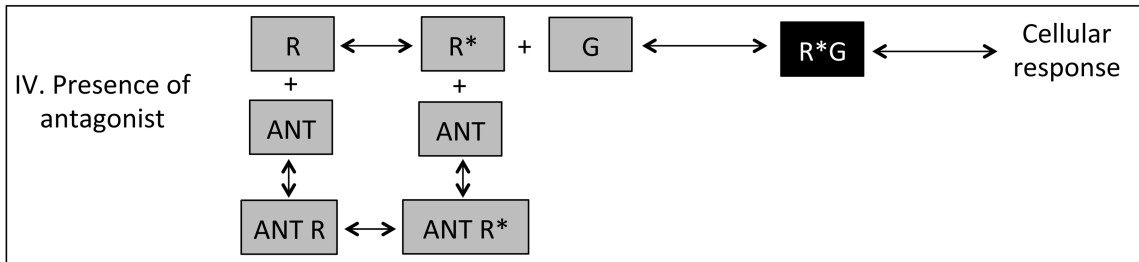 IV. Presence of
antagonist
R
R*
+
G
R*G
Cellular
response
+
+
ANT
ANT
ANT R
ANT R*